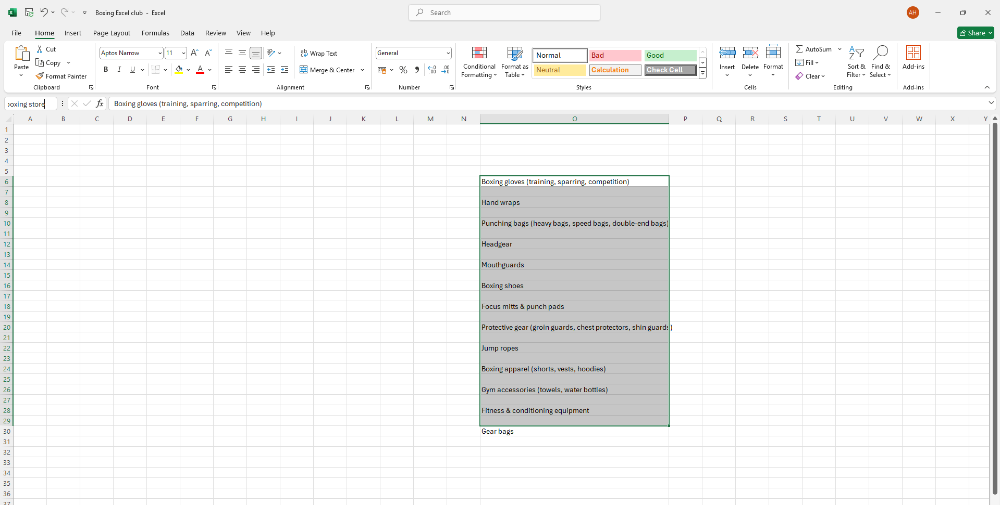 Boxing Excel club - Excel
Search
AH
File Home Insert Page Layout Formulas Data Review View Help
Share
Paste
Cut
Copy
Format Painter
Clipboard
Aptos Narrow 11
B I U
Font
Wrap Text
Merge & Center
Alignment
General
Number
Conditional Formatting
Format as Table
Normal Bad Good
Neutral Calculation Check Cell
Styles
Insert Delete Format
Cells
AutoSum
Fill
Clear
Sort & Filter
Find & Select
Editing
Add-ins
Add-ins
boxing store
fx
Boxing gloves (training, sparring, competition)
A B C D E F G H I J K L M N O P Q R S T U V W X Y
1
2
3
4
5
6 Boxing gloves (training, sparring, competition)
7
8 Hand wraps
9
10 Punching bags (heavy bags, speed bags, double-end bags)
11
12 Headgear
13
14 Mouthguards
15
16 Boxing shoes
17
18 Focus mitts & punch pads
19
20 Protective gear (groin guards, chest protectors, shin guards)
21
22 Jump ropes
23
24 Boxing apparel (shorts, vests, hoodies)
25
26 Gym accessories (towels, water bottles)
27
28 Fitness & conditioning equipment
29
30 Gear bags
31
32
33
34
35
36
37